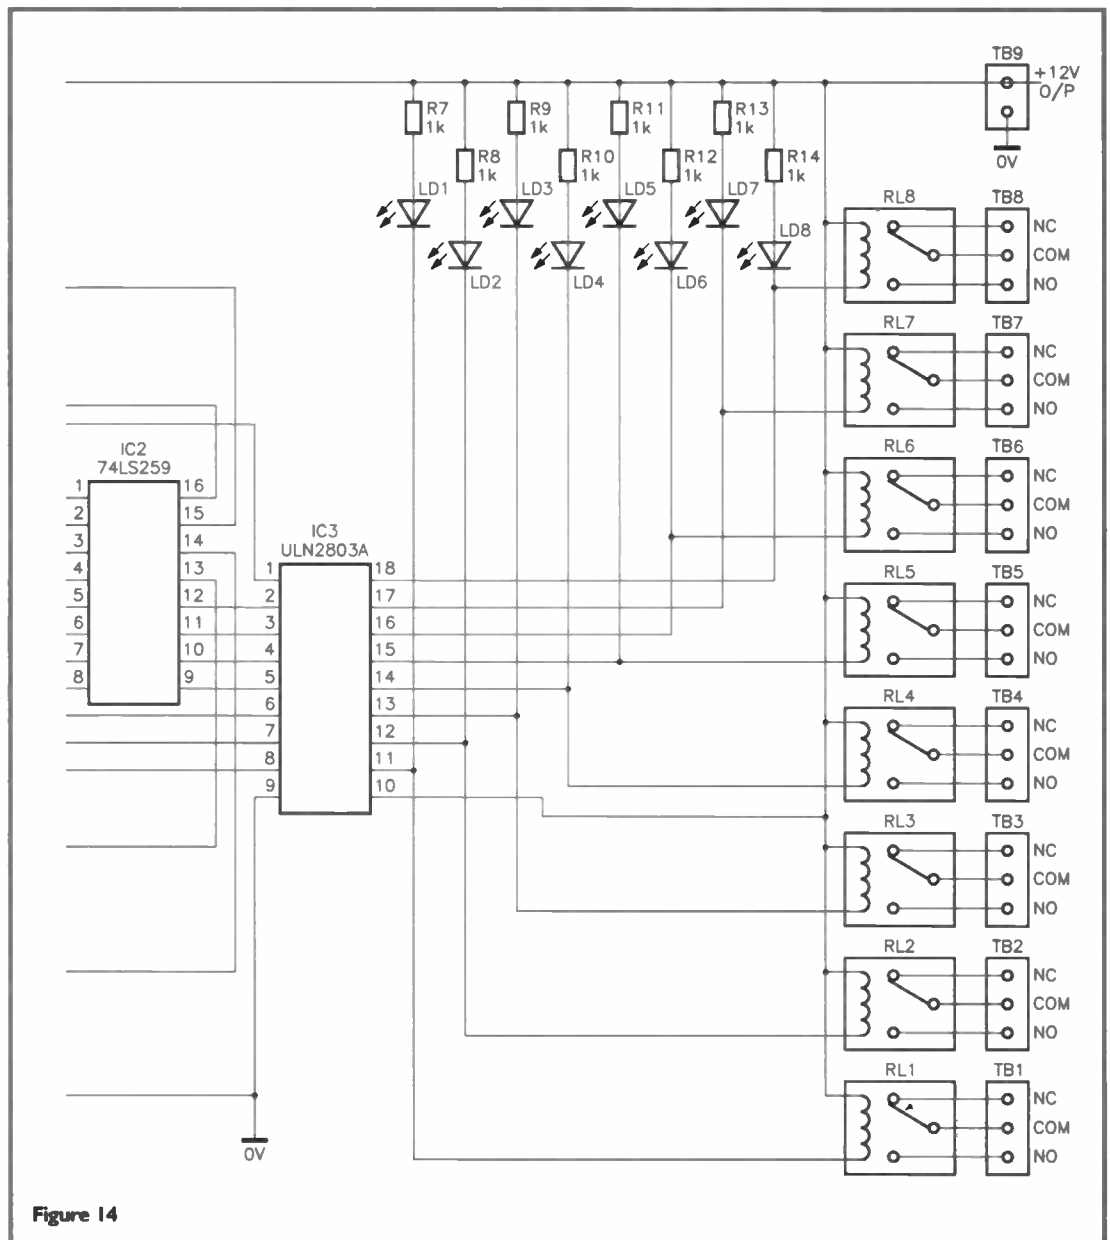 TB9
+12V
O/P
0V
R7
1k
R9
1k
R11
1k
R13
1k
R8
1k
R10
1k
R12
1k
R14
1k
LD1
LD3
LD5
LD7
LD2
LD4
LD6
LD8
RL8
TB8
NC
COM
NO
RL7
TB7
NC
COM
NO
RL6
TB6
NC
COM
NO
RL5
TB5
NC
COM
NO
RL4
TB4
NC
COM
NO
RL3
TB3
NC
COM
NO
RL2
TB2
NC
COM
NO
RL1
TB1
NC
COM
NO
IC2
74LS259
1 16
2 15
3 14
4 13
5 12
6 11
7 10
8 9
IC3
ULN2803A
1 18
2 17
3 16
4 15
5 14
6 13
7 12
8 11
9 10
0V
Figure 14